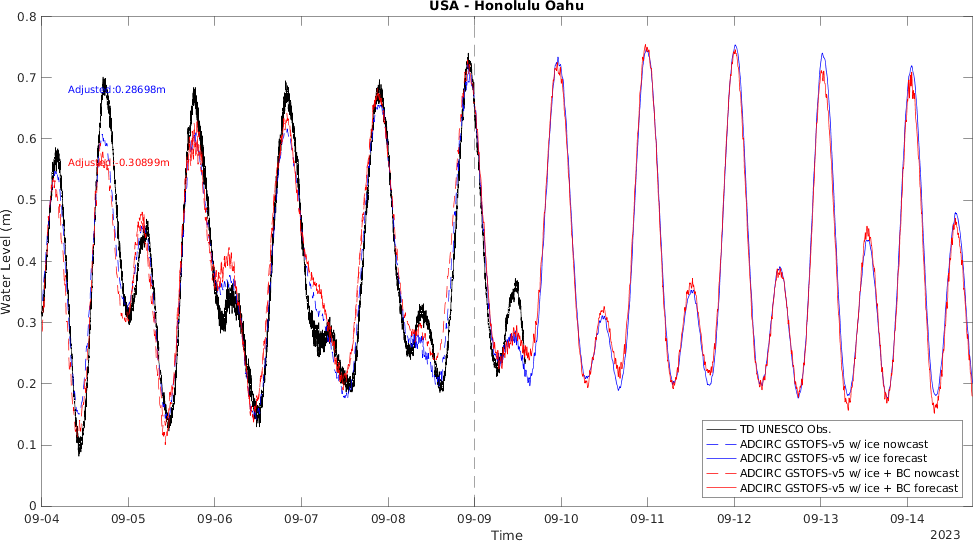 USA - Honolulu Oahu
0.8
0.7
0.6
0.5
0.4
0.3
0.2
0.1
0
Water Level (m)
Adjusted:0.28698m
Adjusted:-0.30899m
TD UNESCO Obs.
ADCIRC GSTOFS-v5 w/ ice nowcast
ADCIRC GSTOFS-v5 w/ ice forecast
ADCIRC GSTOFS-v5 w/ ice + BC nowcast
ADCIRC GSTOFS-v5 w/ ice + BC forecast
09-04 09-05 09-06 09-07 09-08 09-09 09-10 09-11 09-12 09-13 09-14
Time
2023